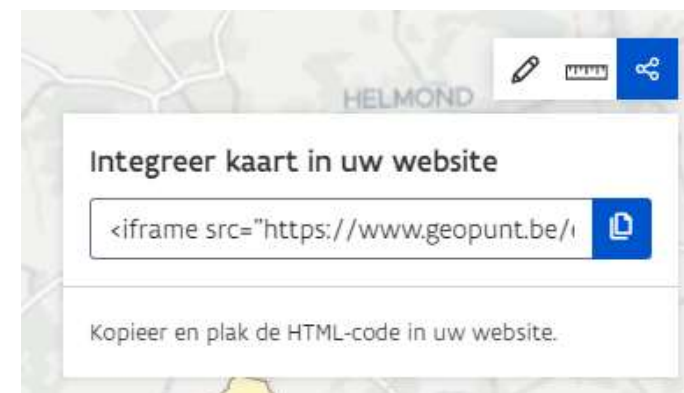 HELMOND
Integreer kaart in uw website
<iframe src="https://www.geopunt.be/
Kopieer en plak de HTML-code in uw website.